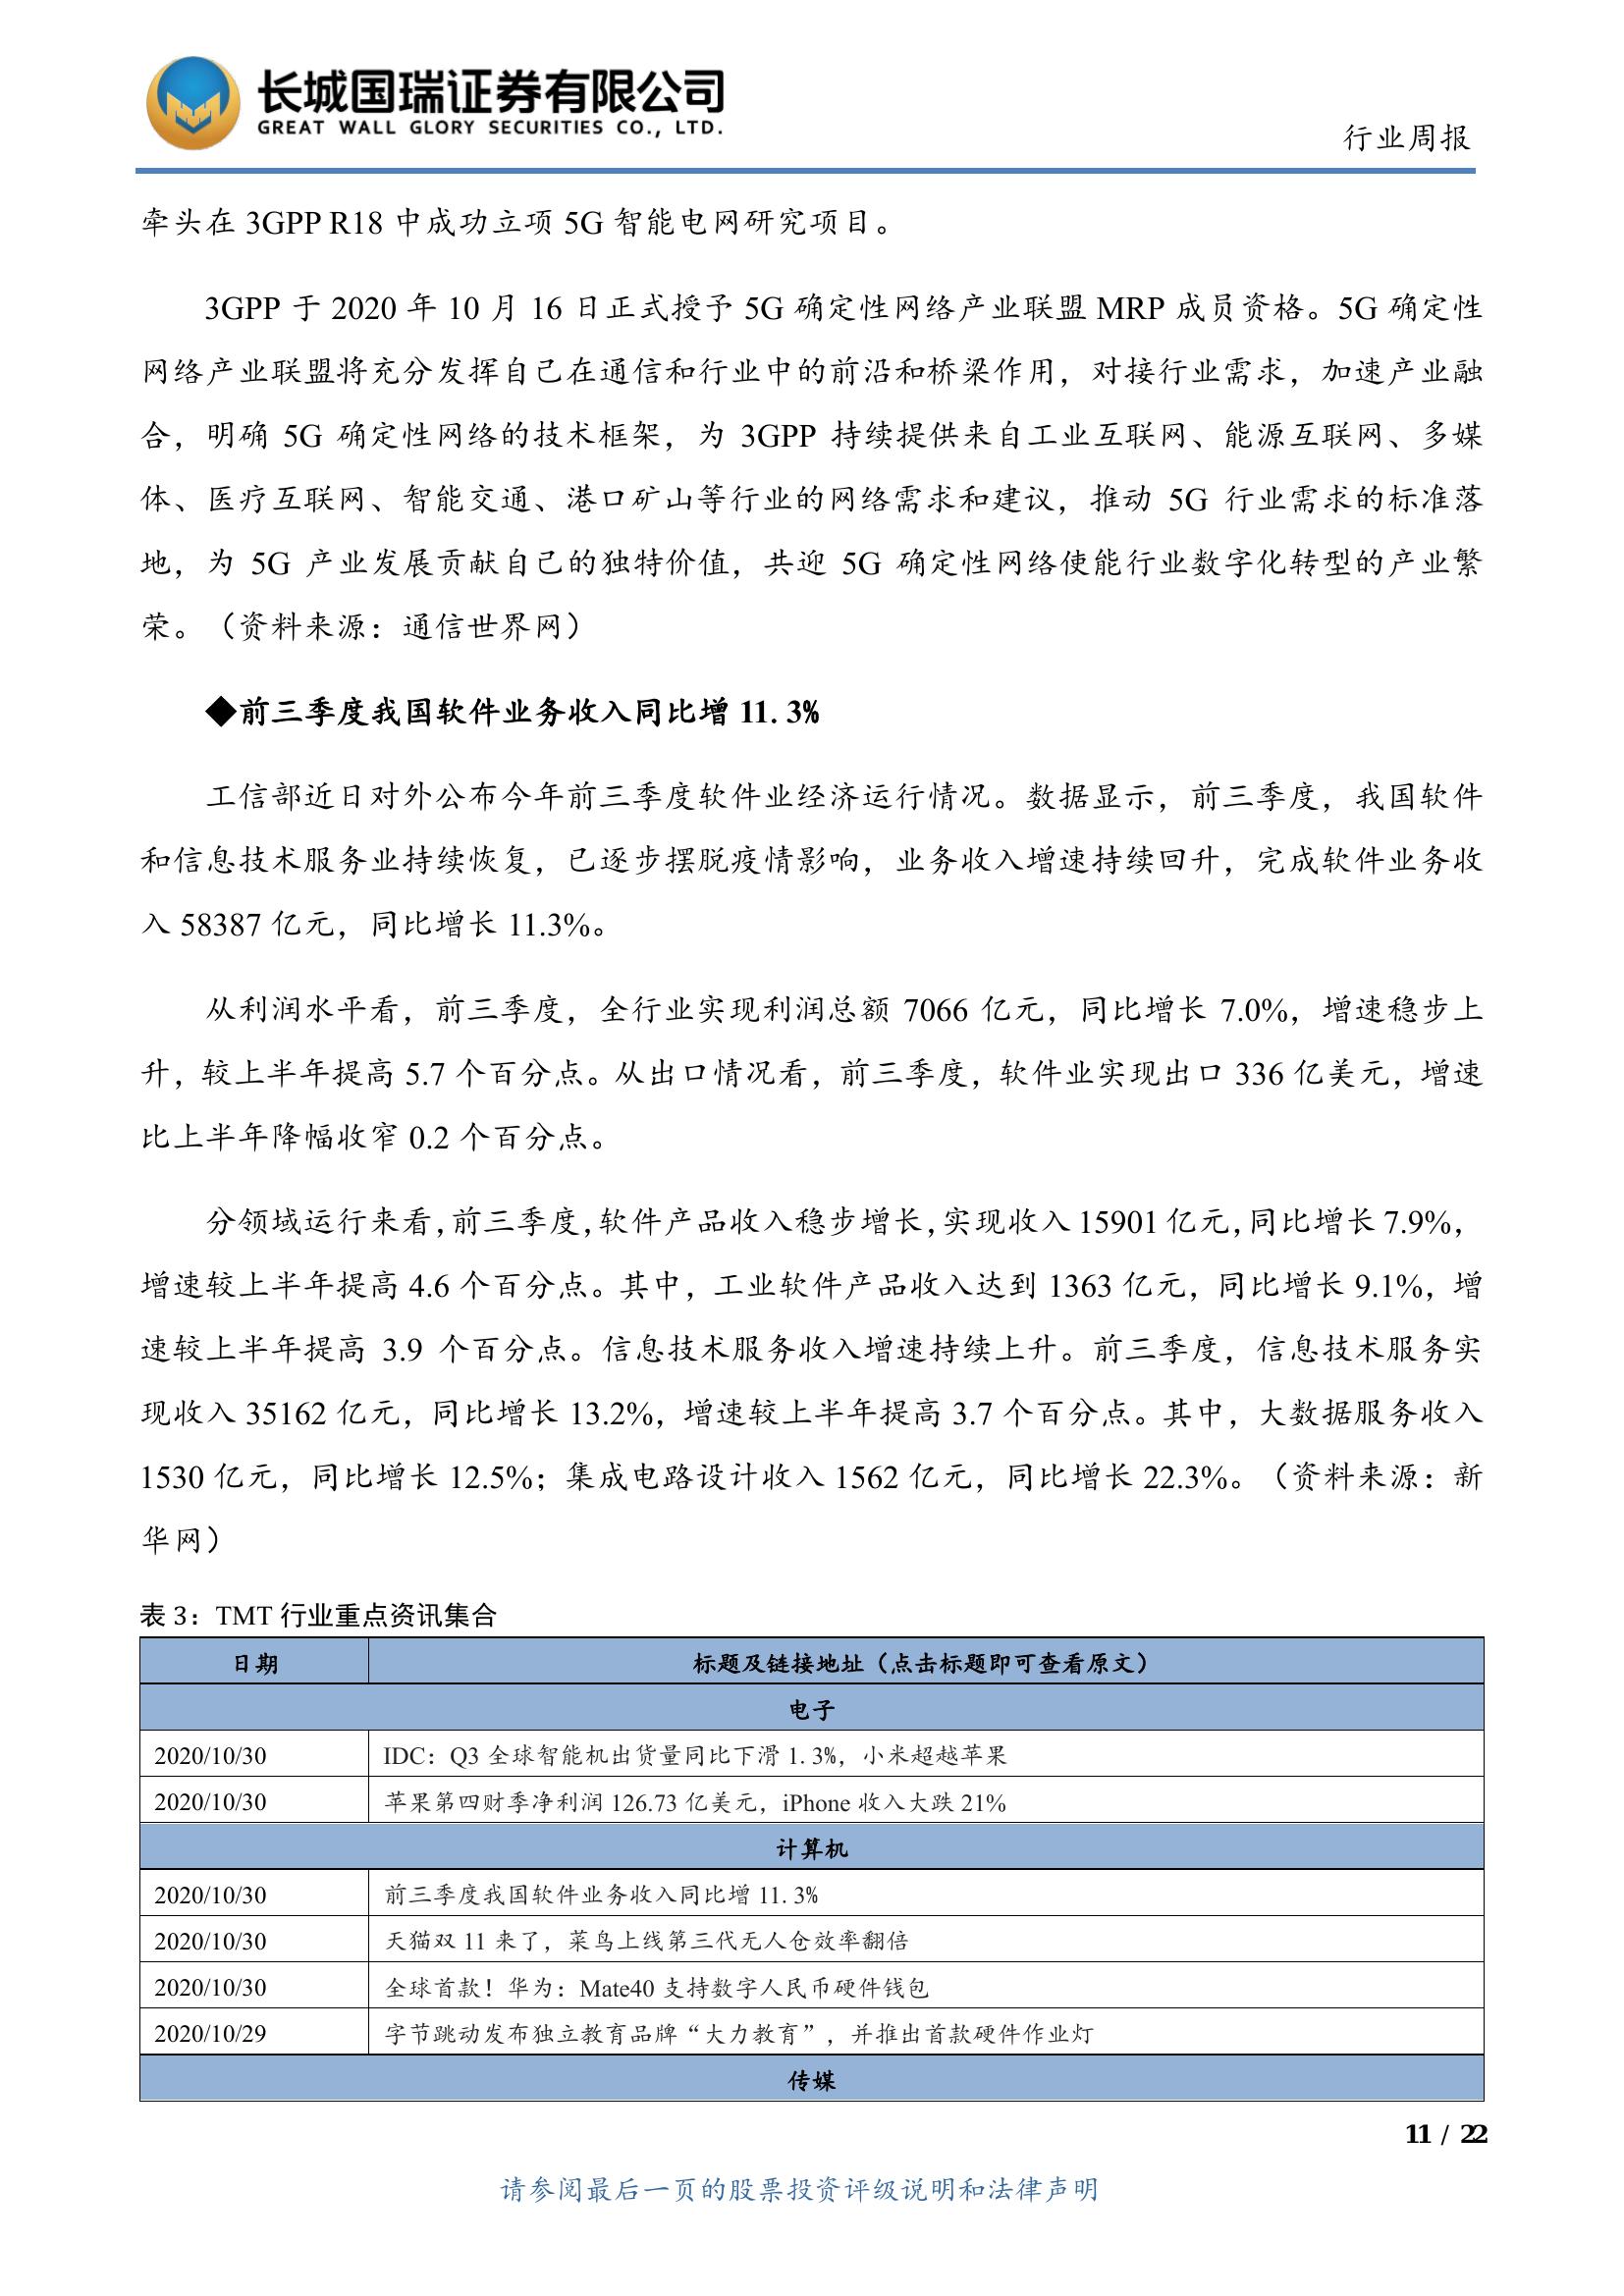 长城国瑞证券有限公司
GREAT WALL GLORY SECURITIES CO., LTD.
行业周报
牵头在 3GPP R18 中成功立项 5G 智能电网研究项目。
3GPP 于 2020 年 10 月 16 日正式授予 5G 确定性网络产业联盟 MRP 成员资格。5G 确定性
网络产业联盟将充分发挥自己在通信和行业中的前沿和桥梁作用，对接行业需求，加速产业融
合，明确 5G 确定性网络的技术框架，为 3GPP 持续提供来自工业互联网、能源互联网、多媒
体、医疗互联网、智能交通、港口矿山等行业的网络需求和建议，推动 5G 行业需求的标准落
地，为 5G 产业发展贡献自己的独特价值，共迎 5G 确定性网络使能行业数字化转型的产业繁
荣。（资料来源：通信世界网）
◆前三季度我国软件业务收入同比增 11.3%
工信部近日对外公布今年前三季度软件业经济运行情况。数据显示，前三季度，我国软件
和信息技术服务业持续恢复，已逐步摆脱疫情影响，业务收入增速持续回升，完成软件业务收
入 58387 亿元，同比增长 11.3%。
从利润水平看，前三季度，全行业实现利润总额 7066 亿元，同比增长 7.0%，增速稳步上
升，较上半年提高 5.7 个百分点。从出口情况看，前三季度，软件业实现出口 336 亿美元，增速
比上半年降幅收窄 0.2 个百分点。
分领域运行来看，前三季度，软件产品收入稳步增长，实现收入 15901 亿元，同比增长 7.9%，
增速较上半年提高 4.6 个百分点。其中，工业软件产品收入达到 1363 亿元，同比增长 9.1%，增
速较上半年提高 3.9 个百分点。信息技术服务收入增速持续上升。前三季度，信息技术服务实
现收入 35162 亿元，同比增长 13.2%，增速较上半年提高 3.7 个百分点。其中，大数据服务收入
1530 亿元，同比增长 12.5%；集成电路设计收入 1562 亿元，同比增长 22.3%。（资料来源：新
华网）
表 3：TMT 行业重点资讯集合
日期 标题及链接地址（点击标题即可查看原文）
电子
2020/10/30 IDC：Q3 全球智能机出货量同比下滑 1.3%，小米超越苹果
2020/10/30 苹果第四财季净利润 126.73 亿美元，iPhone 收入大跌 21%
计算机
2020/10/30 前三季度我国软件业务收入同比增 11.3%
2020/10/30 天猫双 11 来了，菜鸟上线第三代无人仓效率翻倍
2020/10/30 全球首款！华为：Mate40 支持数字人民币硬件钱包
2020/10/29 字节跳动发布独立教育品牌“大力教育”，并推出首款硬件作业灯
传媒
11 / 22
请参阅最后一页的股票投资评级说明和法律声明